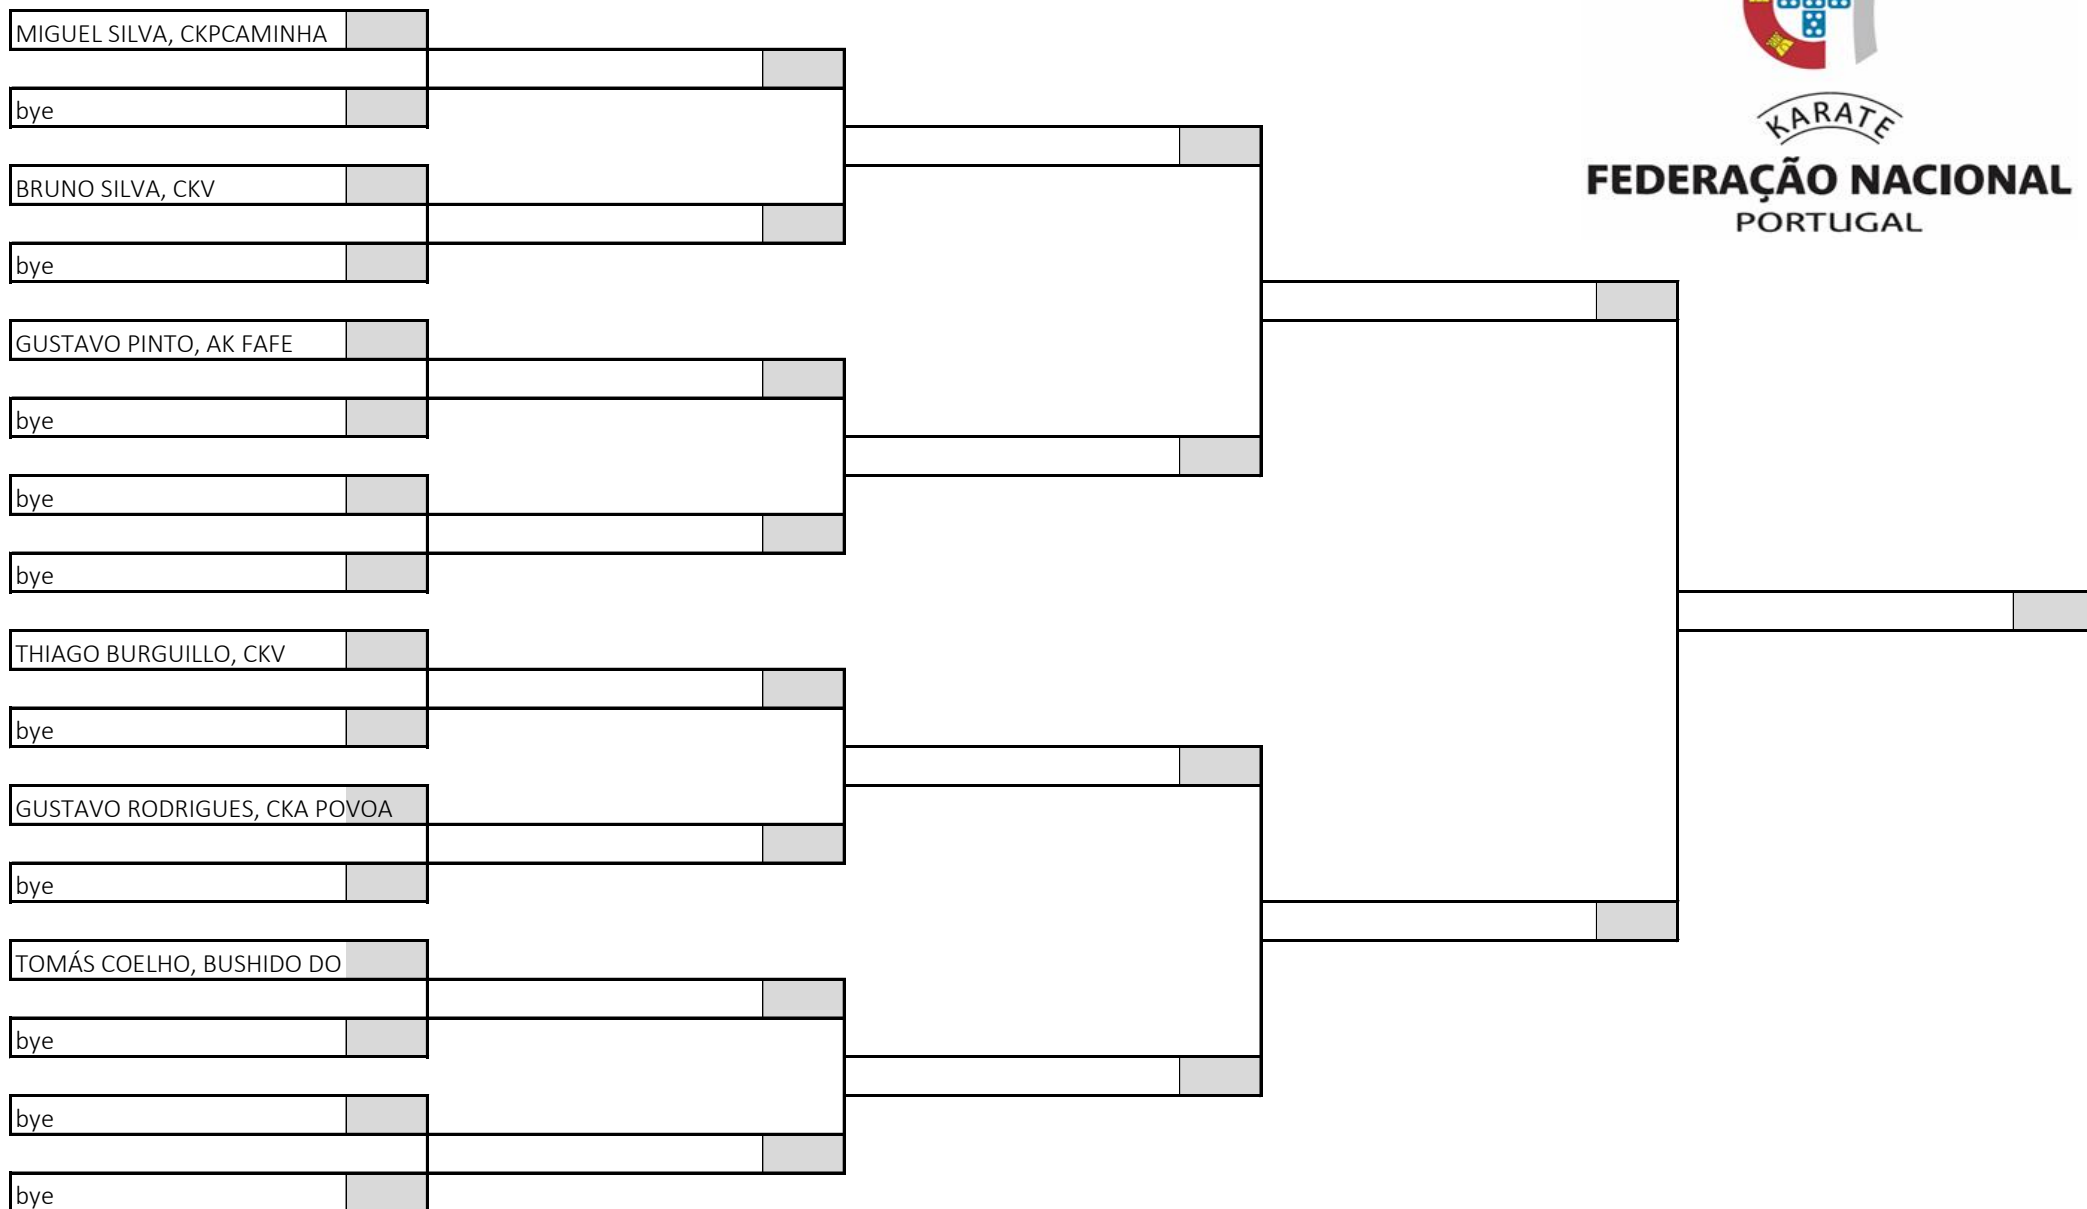 MIGUEL SILVA, CKPCAMINHA
bye
BRUNO SILVA, CKV
bye
GUSTAVO PINTO, AK FAFE
bye
bye
bye
THIAGO BURGUILLO, CKV
bye
GUSTAVO RODRIGUES, CKA POVOA
bye
TOMÁS COELHO, BUSHIDO DO
bye
bye
bye
KARATE
FEDERAÇÃO NACIONAL
PORTUGAL